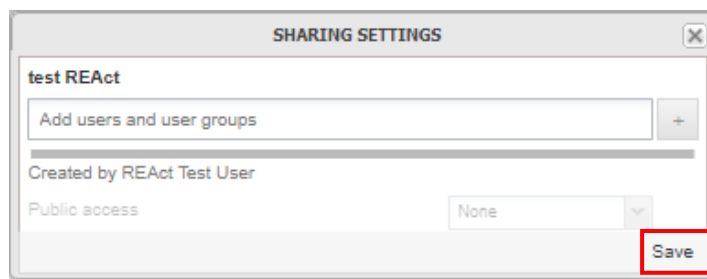 SHARING SETTINGS
test REAct
Add users and user groups
+
Created by REAct Test User
Public access None
Save